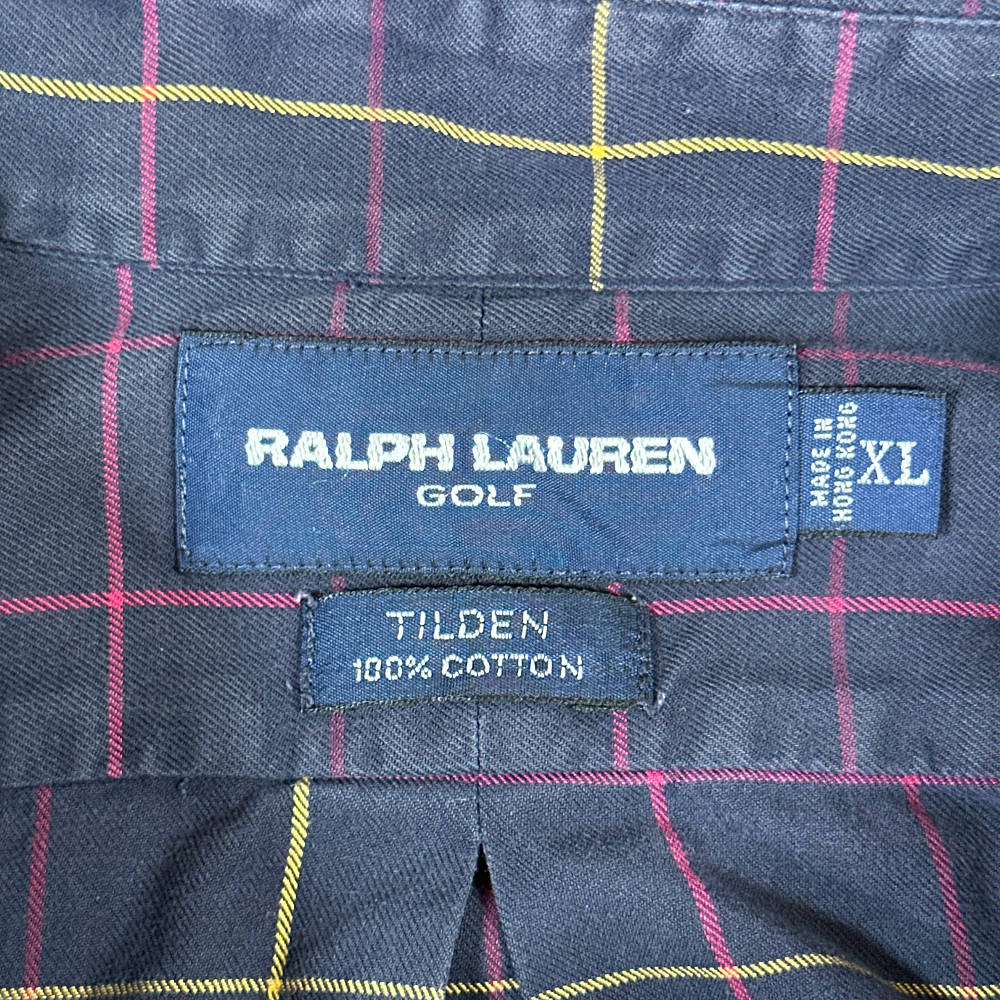 RALPH LAUREN
GOLF
MADE IN
HONG KONG
XL
TILDEN
100% COTTON